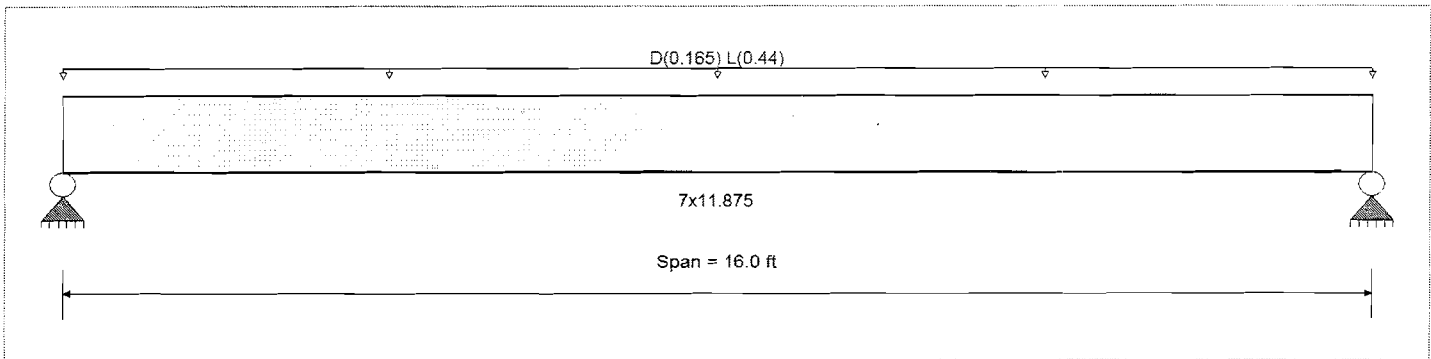 D(0.165) L(0.44)
7x11.875
Span = 16.0 ft